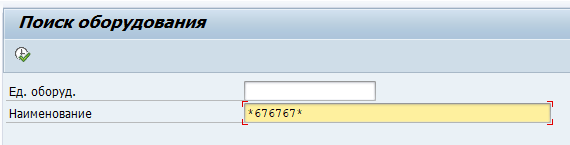 Поиск оборудования
Ед. оборуд.
Наименование *676767*